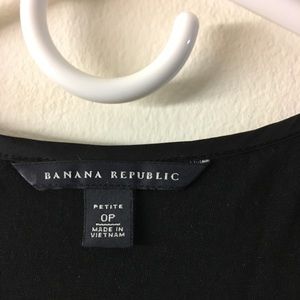 BANANA REPUBLIC
PETITE
0P
MADE IN
VIETNAM